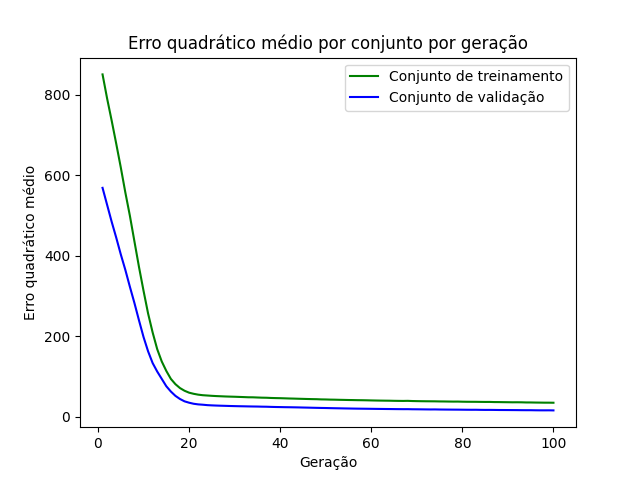 Erro quadrático médio por conjunto por geração
Conjunto de treinamento
Conjunto de validação
Erro quadrático médio
800
600
400
200
0
0 20 40 60 80 100
Geração